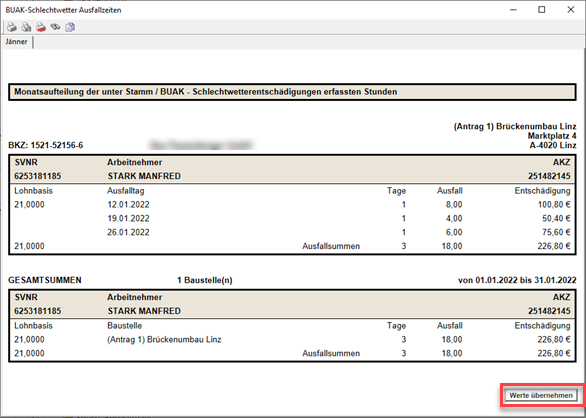 BUAK-Schlechtwetter Ausfallzeiten
Jänner
Monatsaufteilung der unter Stamm / BUAK - Schlechtwetterentschädigungen erfassten Stunden
(Antrag 1) Brückenumbau Linz
Marktplatz 4
BKZ: 1521-52156-6 A-4020 Linz
SVNR Arbeitnehmer AKZ
6253181185 STARK MANFRED 251482145
Lohnbasis Ausfalltag Tage Ausfall Entschädigung
21,0000 12.01.2022 1 8,00 100,80 €
19.01.2022 1 4,00 50,40 €
26.01.2022 1 6,00 75,60 €
21,0000 Ausfallsummen 3 18,00 226,80 €
GESAMTSUMMEN 1 Baustelle(n) von 01.01.2022 bis 31.01.2022
SVNR Arbeitnehmer AKZ
6253181185 STARK MANFRED 251482145
Lohnbasis Baustelle Tage Ausfall Entschädigung
21,0000 (Antrag 1) Brückenumbau Linz 3 18,00 226,80 €
21,0000 Ausfallsummen 3 18,00 226,80 €
Werte übernehmen